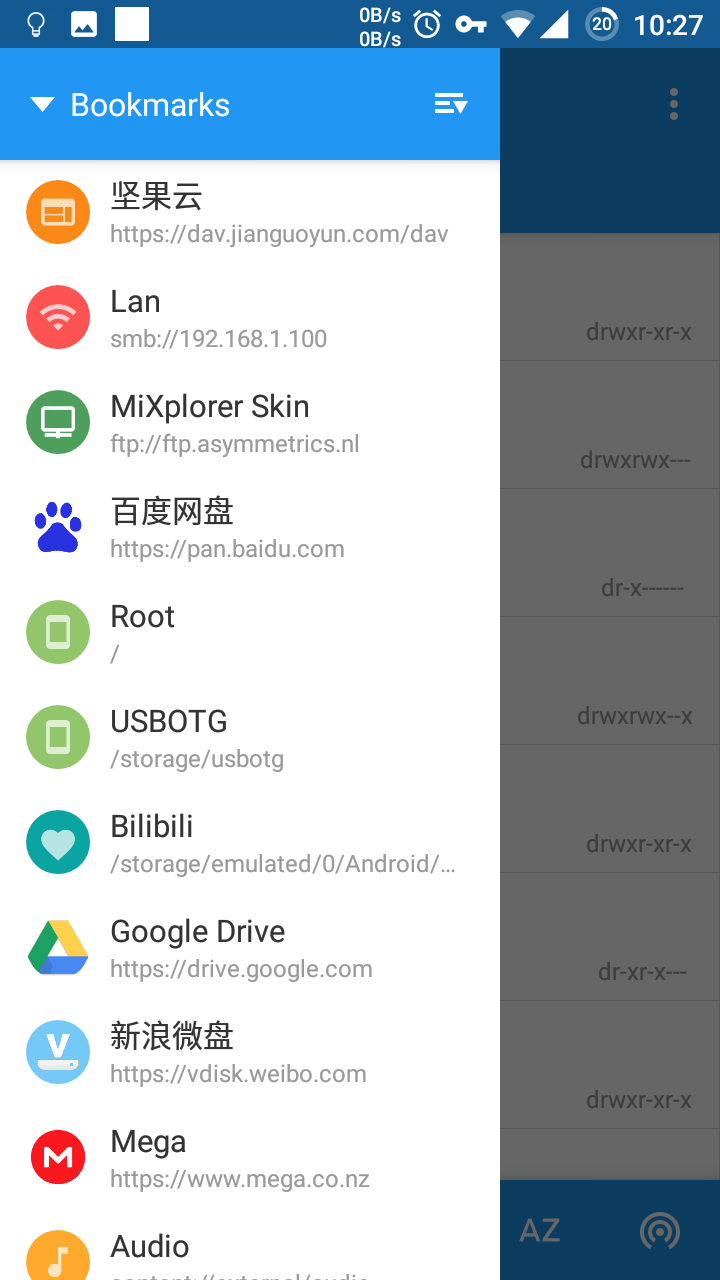 0B/s
0B/s
20
10:27
Bookmarks
坚果云
https://dav.jianguoyun.com/dav
Lan
smb://192.168.1.100
drwxr-xr-x
MiXplorer Skin
ftp://ftp.asymmetrics.nl
drwxrwx---
百度网盘
https://pan.baidu.com
dr-x------
Root
/
USBOTG
/storage/usbotg
drwxrwx--x
Bilibili
/storage/emulated/0/Android/...
drwxr-xr-x
Google Drive
https://drive.google.com
dr-xr-x---
新浪微盘
https://vdisk.weibo.com
drwxr-xr-x
Mega
https://www.mega.co.nz
Audio
AZ